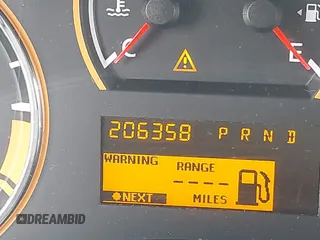 C
E
206358 P R N D
WARNING
RANGE
----
◆NEXT
MILES
DREAMBID